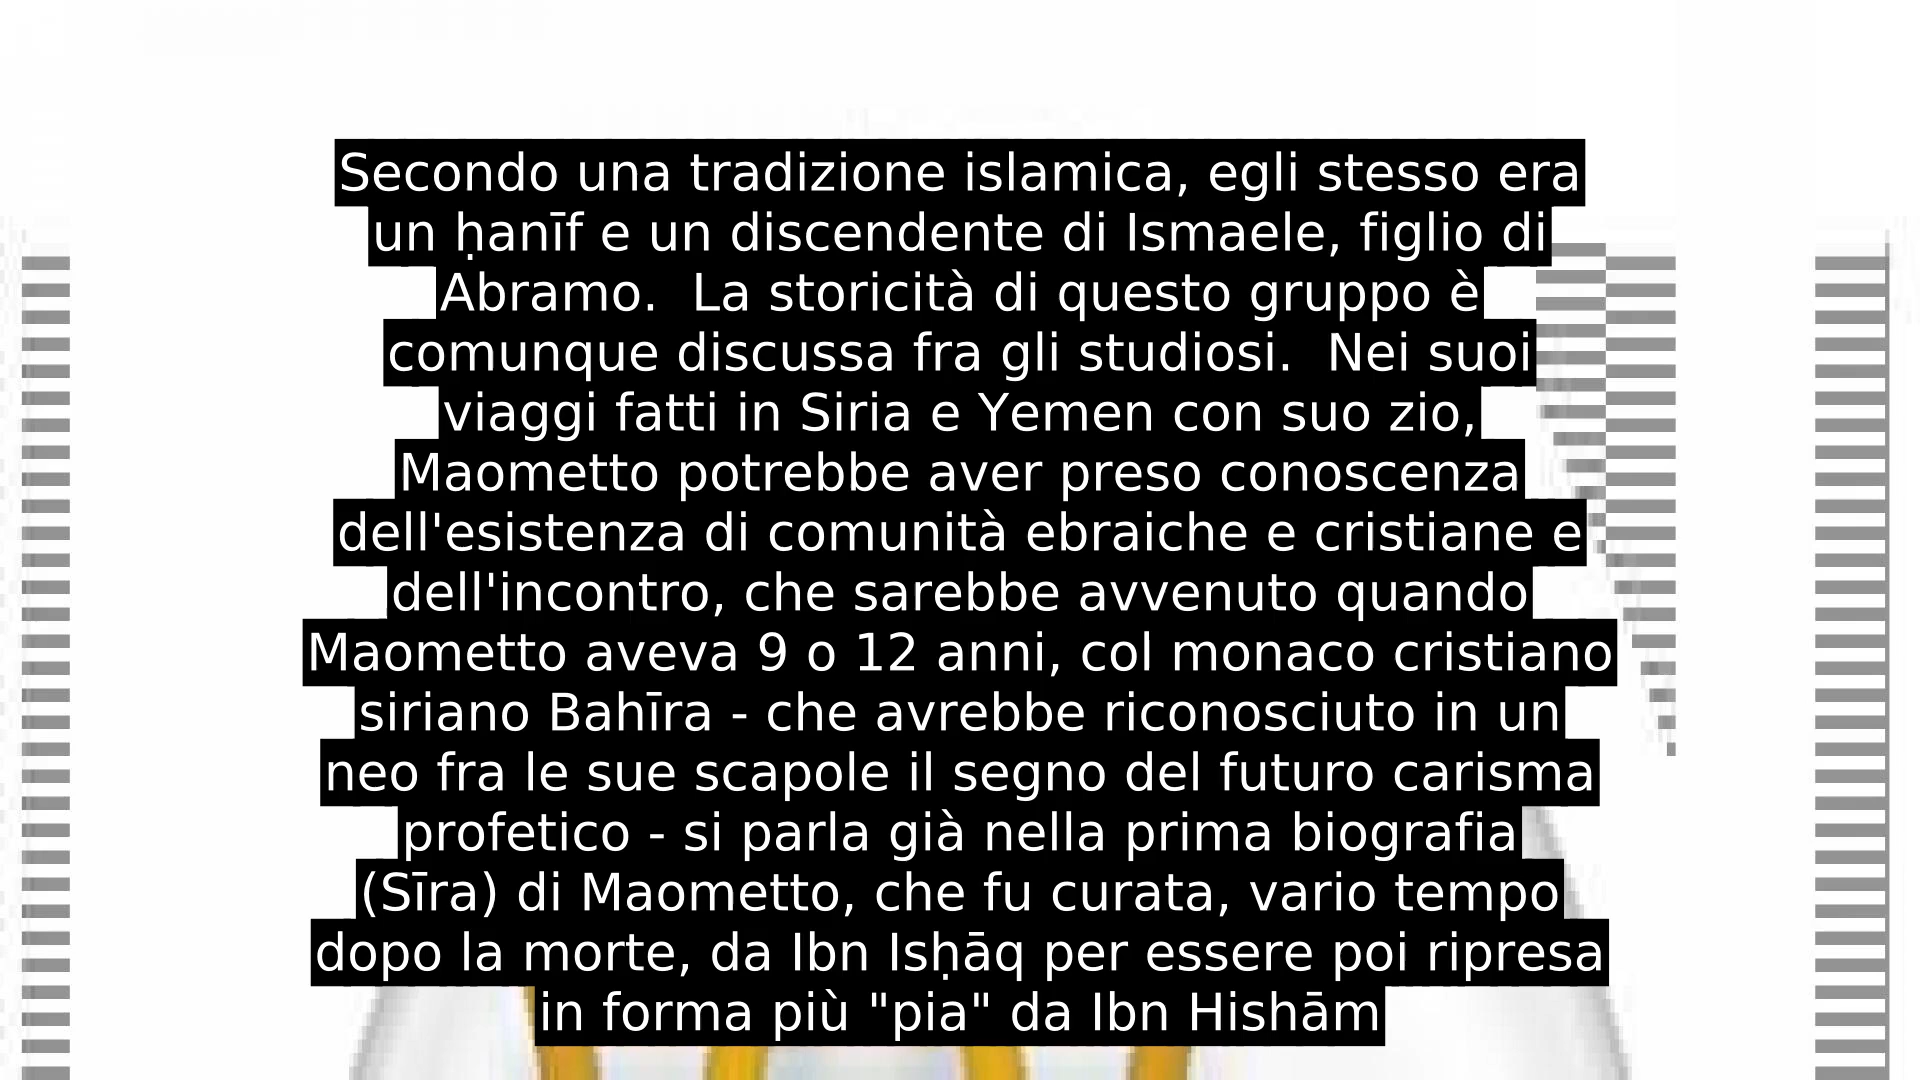 Secondo una tradizione islamica, egli stesso era
un ḥanīf e un discendente di Ismaele, figlio di
Abramo.  La storicità di questo gruppo è
comunque discussa fra gli studiosi.  Nei suoi
viaggi fatti in Siria e Yemen con suo zio,
Maometto potrebbe aver preso conoscenza
dell'esistenza di comunità ebraiche e cristiane e
dell'incontro, che sarebbe avvenuto quando
Maometto aveva 9 o 12 anni, col monaco cristiano
siriano Bahīra - che avrebbe riconosciuto in un
neo fra le sue scapole il segno del futuro carisma
profetico - si parla già nella prima biografia
(Sīra) di Maometto, che fu curata, vario tempo
dopo la morte, da Ibn Isḥāq per essere poi ripresa
in forma più "pia" da Ibn Hishām